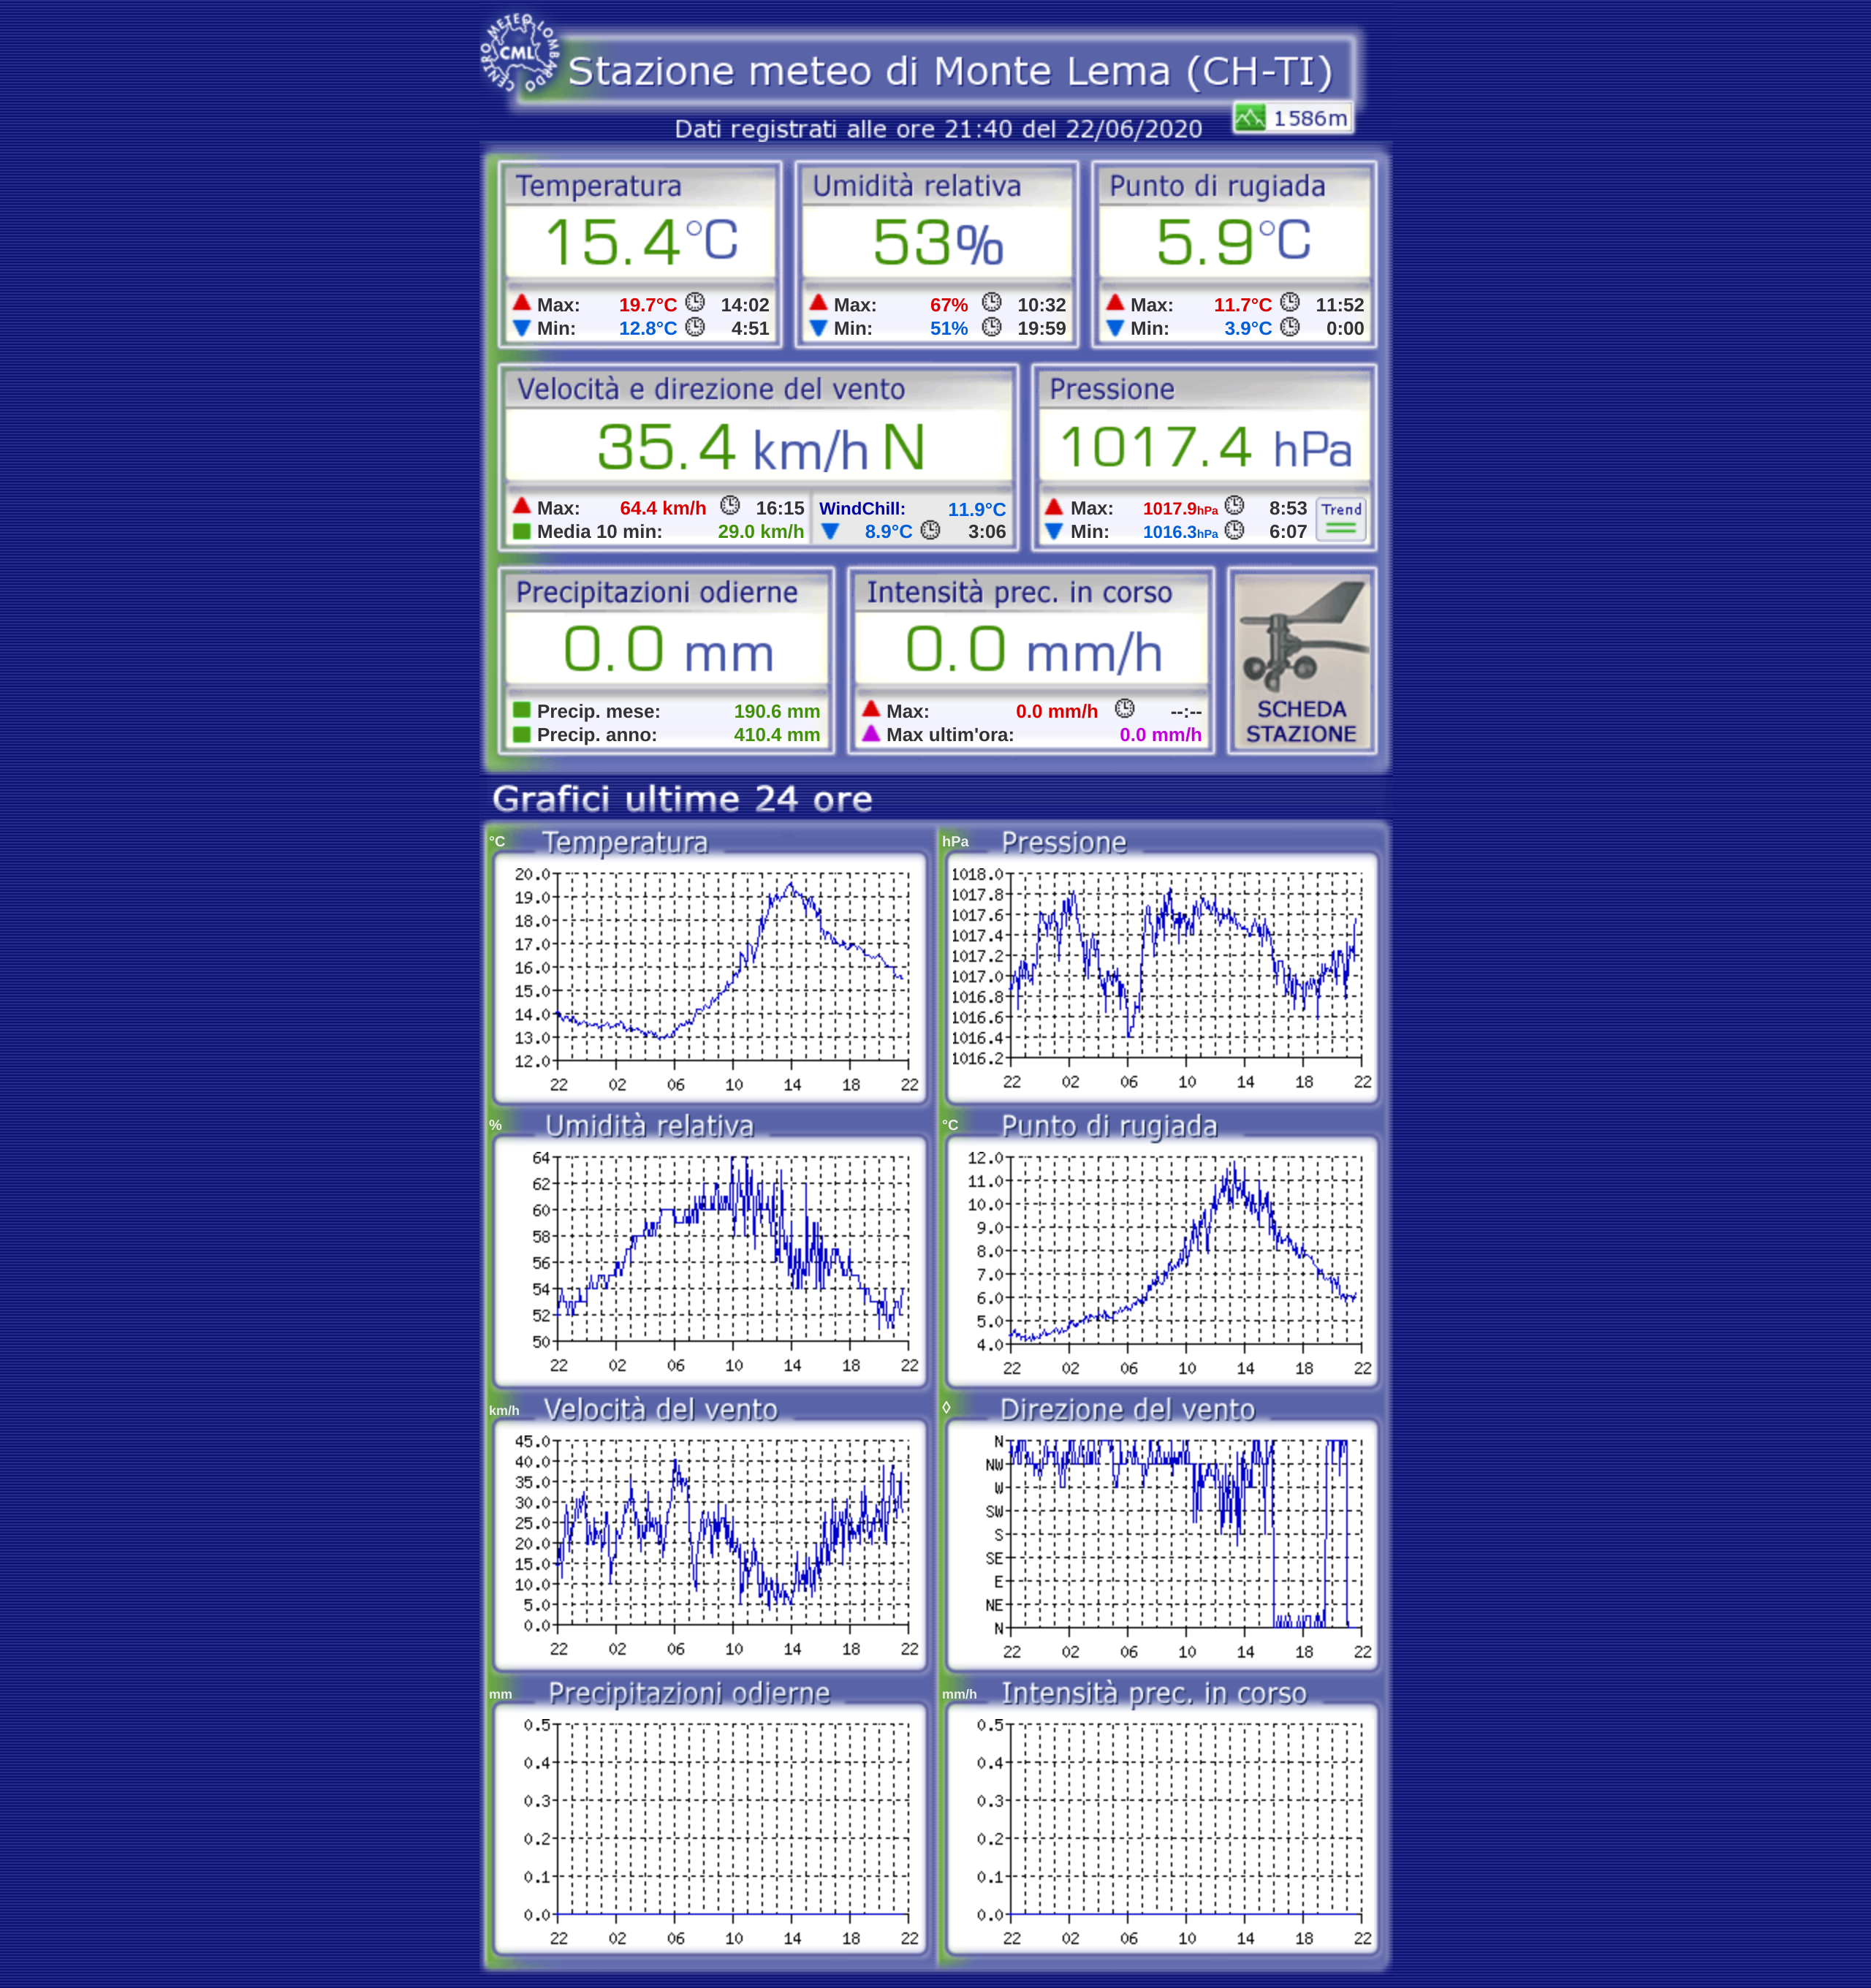 CENTRO METEO LOMBARDO
CML
Stazione meteo di Monte Lema (CH-TI)
1586m
Dati registrati alle ore 21:40 del 22/06/2020
Temperatura
15.4°C
Max: 19.7°C 14:02
Min: 12.8°C 4:51
Umidità relativa
53%
Max: 67% 10:32
Min: 51% 19:59
Punto di rugiada
5.9°C
Max: 11.7°C 11:52
Min: 3.9°C 0:00
Velocità e direzione del vento
35.4 km/h N
Max: 64.4 km/h 16:15
Media 10 min: 29.0 km/h
WindChill: 11.9°C
8.9°C 3:06
Pressione
1017.4 hPa
Max: 1017.9hPa 8:53
Min: 1016.3hPa 6:07
Trend
Precipitazioni odierne
0.0 mm
Precip. mese: 190.6 mm
Precip. anno: 410.4 mm
Intensità prec. in corso
0.0 mm/h
Max: 0.0 mm/h --:--
Max ultim'ora: 0.0 mm/h
SCHEDA
STAZIONE
Grafici ultime 24 ore
°C Temperatura
20.0
19.0
18.0
17.0
16.0
15.0
14.0
13.0
12.0
22 02 06 10 14 18 22
hPa Pressione
1018.0
1017.8
1017.6
1017.4
1017.2
1017.0
1016.8
1016.6
1016.4
1016.2
22 02 06 10 14 18 22
% Umidità relativa
64
62
60
58
56
54
52
50
22 02 06 10 14 18 22
°C Punto di rugiada
12.0
11.0
10.0
9.0
8.0
7.0
6.0
5.0
4.0
22 02 06 10 14 18 22
km/h Velocità del vento
45.0
40.0
35.0
30.0
25.0
20.0
15.0
10.0
5.0
0.0
22 02 06 10 14 18 22
◊ Direzione del vento
N
NW
W
SW
S
SE
E
NE
N
22 02 06 10 14 18 22
mm Precipitazioni odierne
0.5
0.4
0.3
0.2
0.1
0.0
22 02 06 10 14 18 22
mm/h Intensità prec. in corso
0.5
0.4
0.3
0.2
0.1
0.0
22 02 06 10 14 18 22